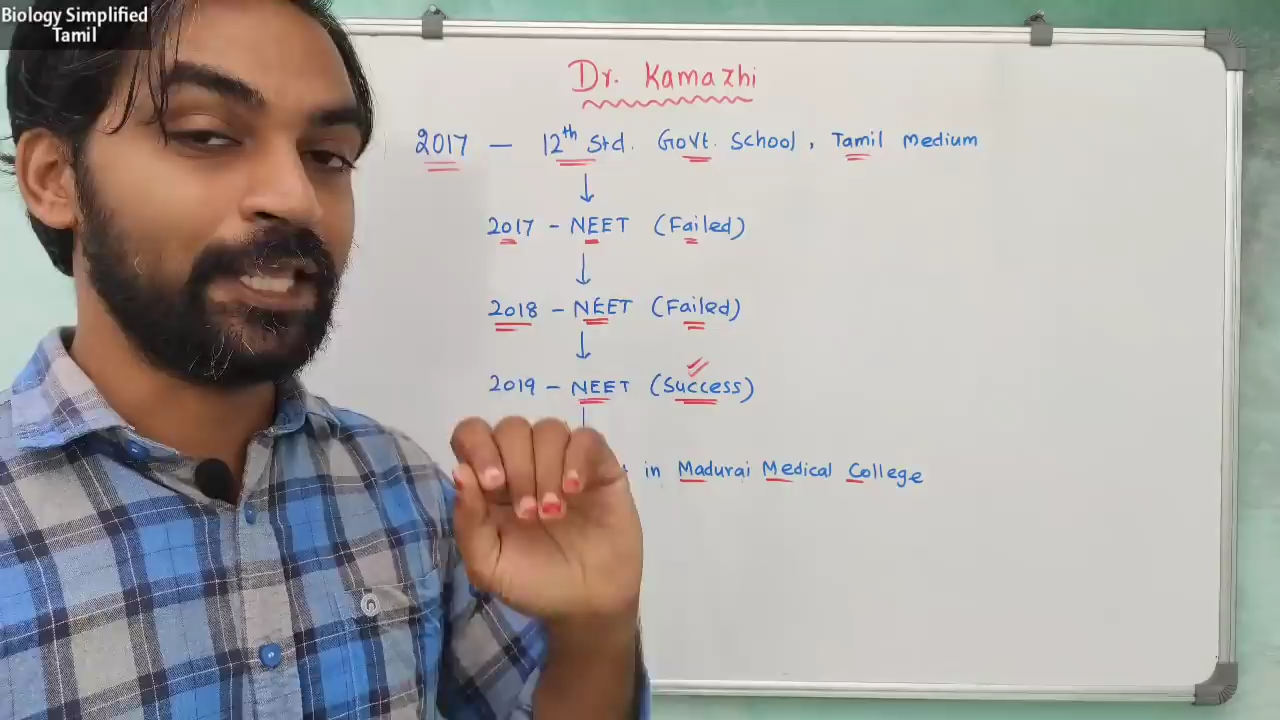 Biology Simplified
Tamil
Dr. Kamazhi
2017 - 12th Std. Govt. School, Tamil Medium
↓
2017 - NEET (Failed)
↓
2018 - NEET (Failed)
↓
2019 - NEET (Success)
in Madurai Medical College